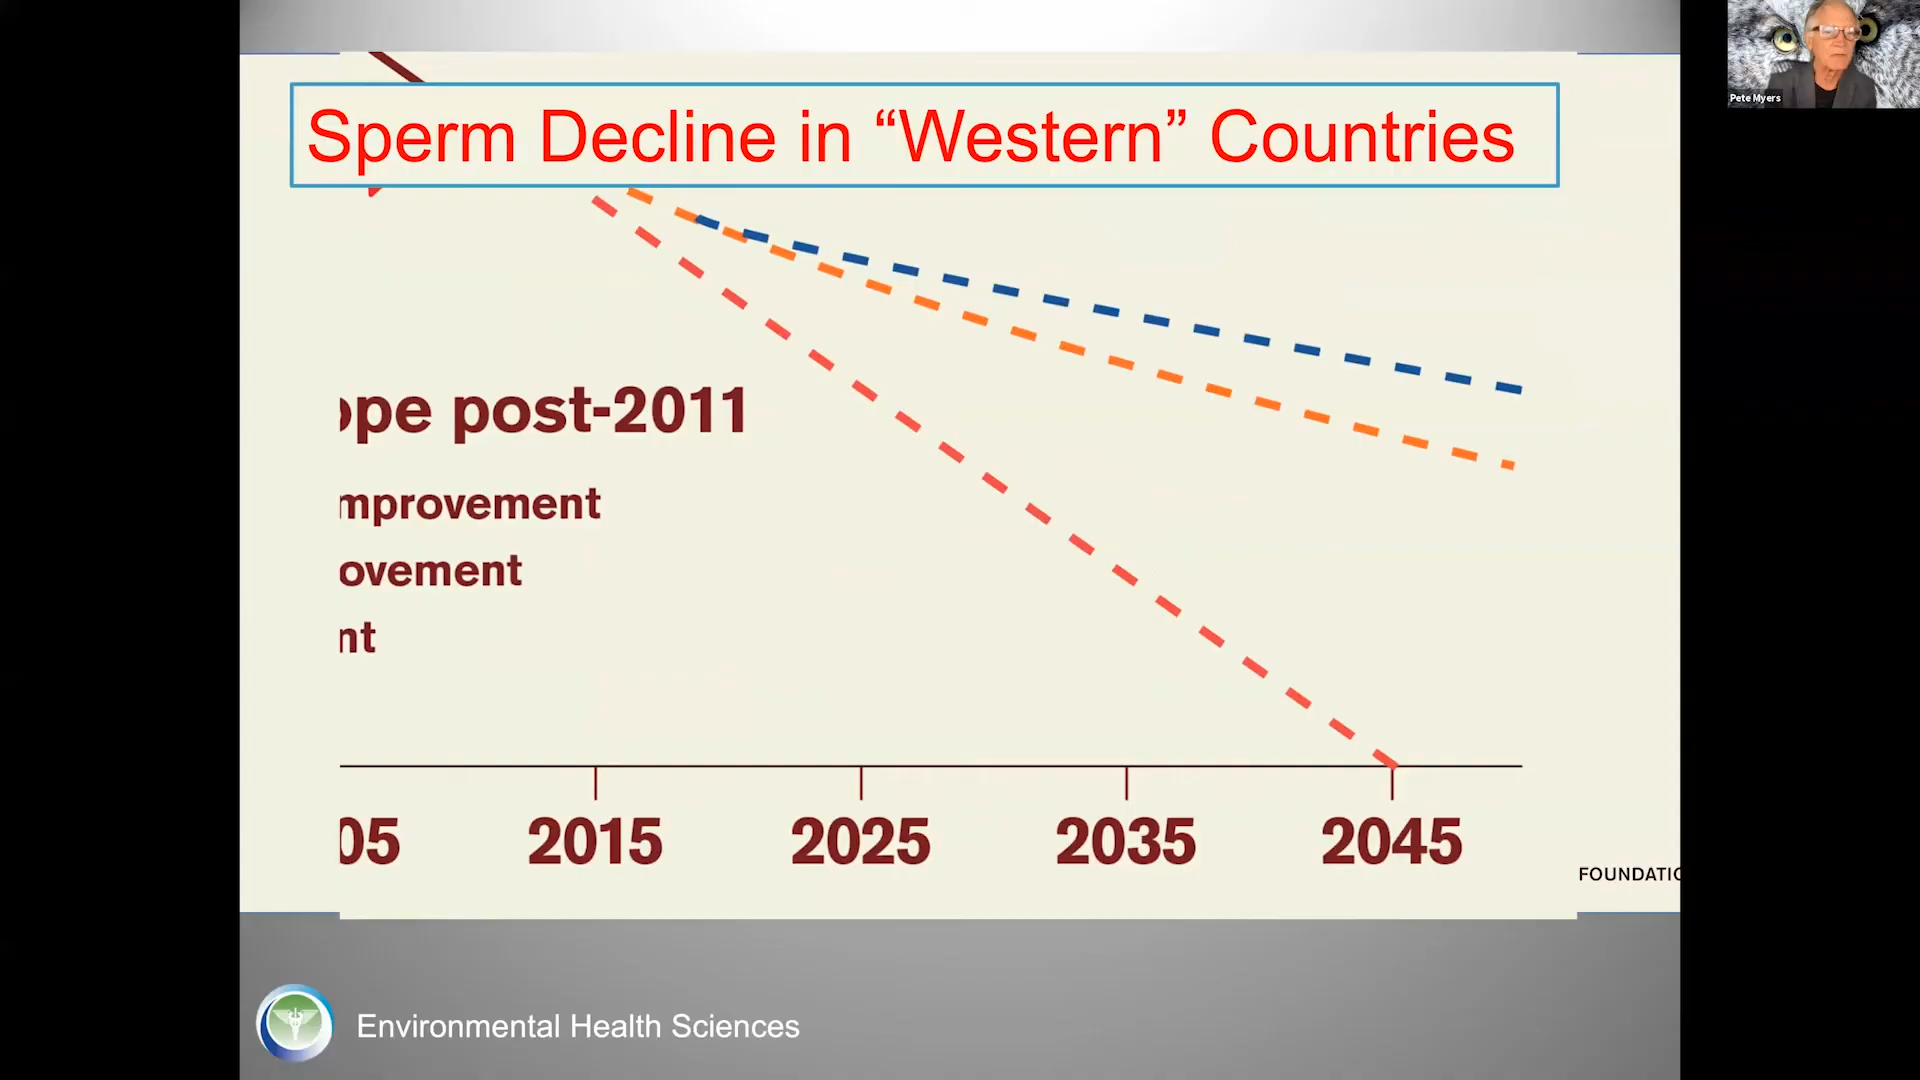 Sperm Decline in “Western” Countries
ope post-2011
mprovement
ovement
nt
05
2015
2025
2035
2045
FOUNDATIO
Environmental Health Sciences
Pete Myers